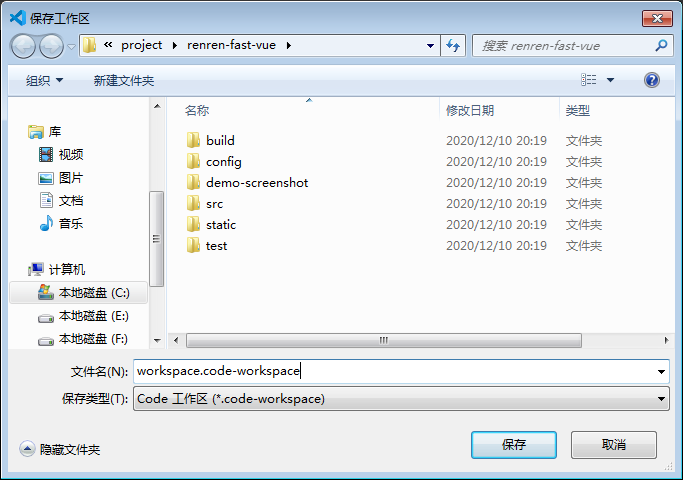 保存工作区
« project renren-fast-vue
搜索 renren-fast-vue
组织 新建文件夹
名称 修改日期 类型
库
视频
图片
文档
音乐
计算机
本地磁盘 (C:)
本地磁盘 (E:)
本地磁盘 (F:)
build 2020/12/10 20:19 文件夹
config 2020/12/10 20:19 文件夹
demo-screenshot 2020/12/10 20:19 文件夹
src 2020/12/10 20:19 文件夹
static 2020/12/10 20:19 文件夹
test 2020/12/10 20:19 文件夹
文件名(N): workspace.code-workspace
保存类型(T): Code 工作区 (*.code-workspace)
隐藏文件夹
保存 取消